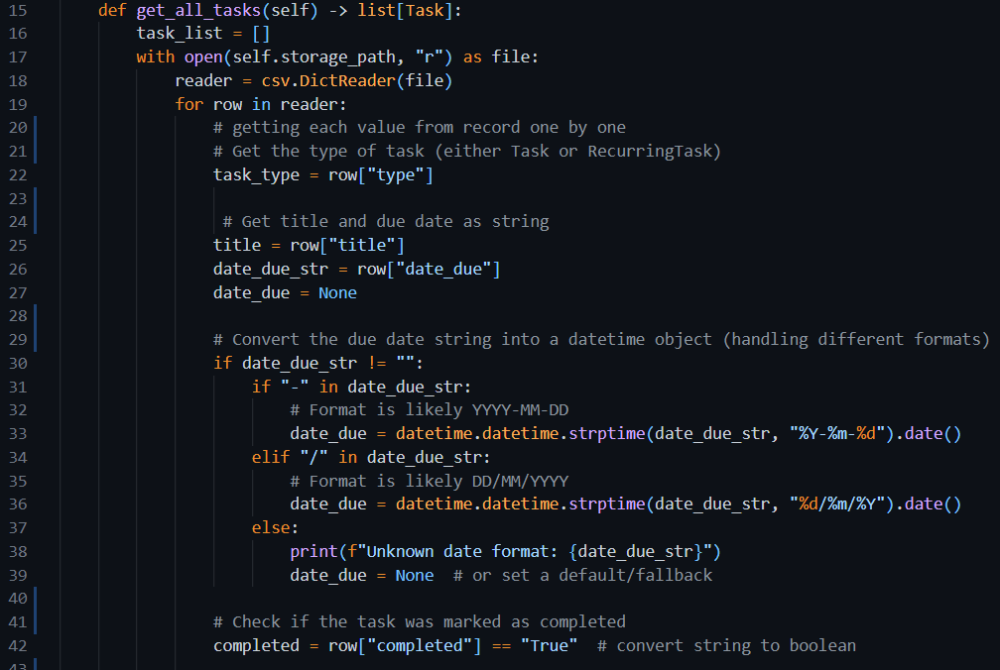 15 def get_all_tasks(self) -> list[Task]:
16 task_list = []
17 with open(self.storage_path, "r") as file:
18 reader = csv.DictReader(file)
19 for row in reader:
20 # getting each value from record one by one
21 # Get the type of task (either Task or RecurringTask)
22 task_type = row["type"]
23
24 # Get title and due date as string
25 title = row["title"]
26 date_due_str = row["date_due"]
27 date_due = None
28
29 # Convert the due date string into a datetime object (handling different formats)
30 if date_due_str != "":
31 if "-" in date_due_str:
32 # Format is likely YYYY-MM-DD
33 date_due = datetime.datetime.strptime(date_due_str, "%Y-%m-%d").date()
34 elif "/" in date_due_str:
35 # Format is likely DD/MM/YYYY
36 date_due = datetime.datetime.strptime(date_due_str, "%d/%m/%Y").date()
37 else:
38 print(f"Unknown date format: {date_due_str}")
39 date_due = None # or set a default/fallback
40
41 # Check if the task was marked as completed
42 completed = row["completed"] == "True" # convert string to boolean
43